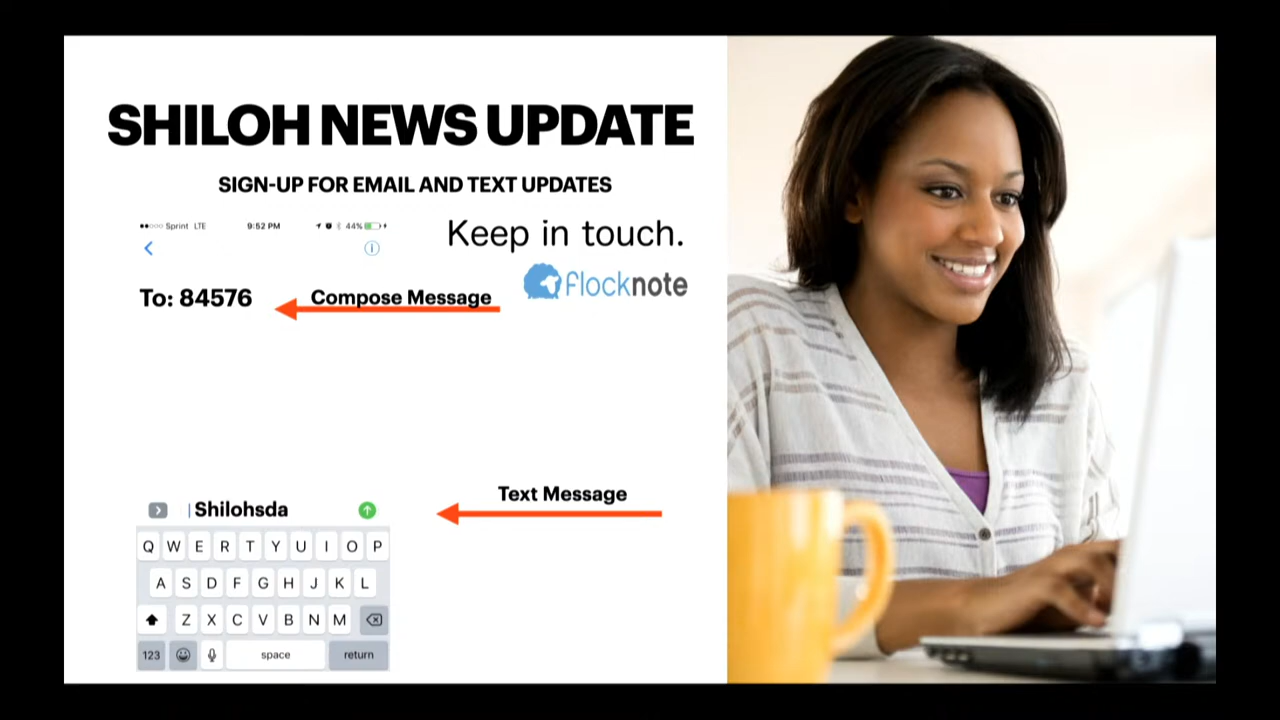 SHILOH NEWS UPDATE
SIGN-UP FOR EMAIL AND TEXT UPDATES
Sprint LTE 9:52 PM 44%
Keep in touch.
flocknote
To: 84576
Compose Message
Text Message
Shilohsda
Q W E R T Y U I O P
A S D F G H J K L
Z X C V B N M
123 space return